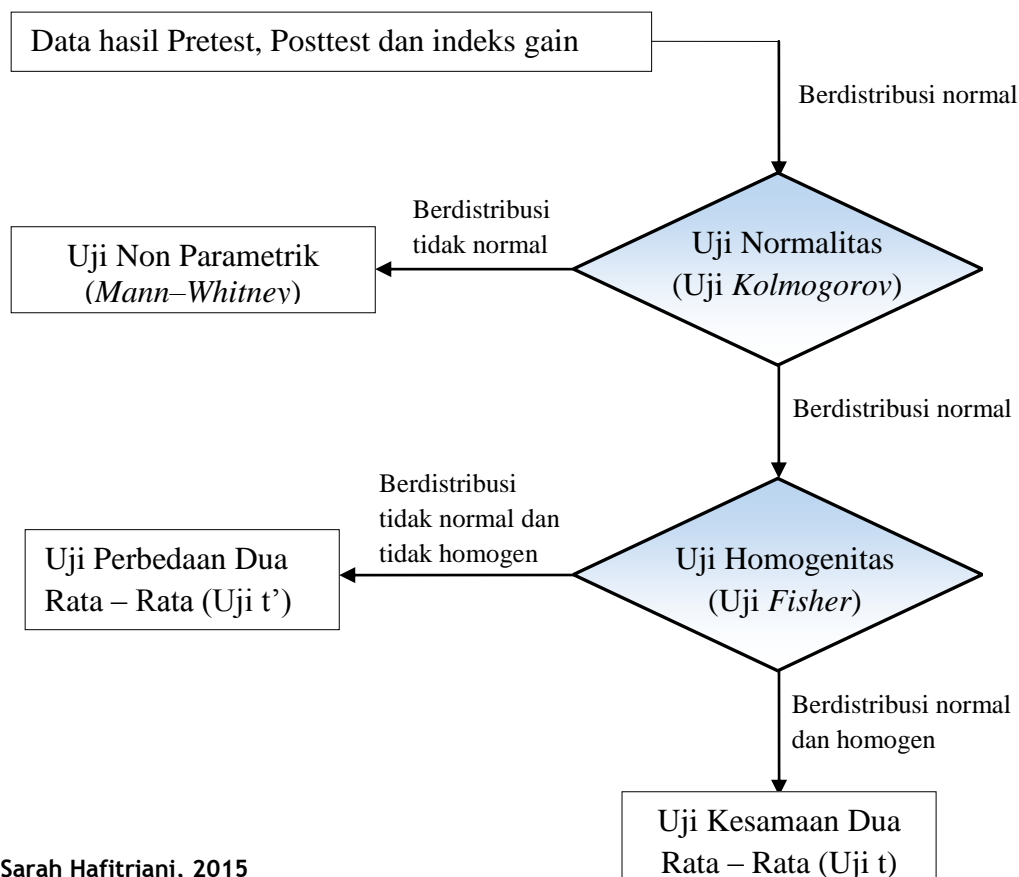 Data hasil Pretest, Posttest dan indeks gain
Berdistribusi normal
Berdistribusi
tidak normal
Uji Normalitas
(Uji Kolmogorov)
Uji Non Parametrik
(Mann–Whitney)
Berdistribusi normal
Berdistribusi
tidak normal dan
tidak homogen
Uji Homogenitas
(Uji Fisher)
Uji Perbedaan Dua
Rata – Rata (Uji t’)
Berdistribusi normal
dan homogen
Uji Kesamaan Dua
Rata – Rata (Uji t)
Sarah Hafitriani, 2015